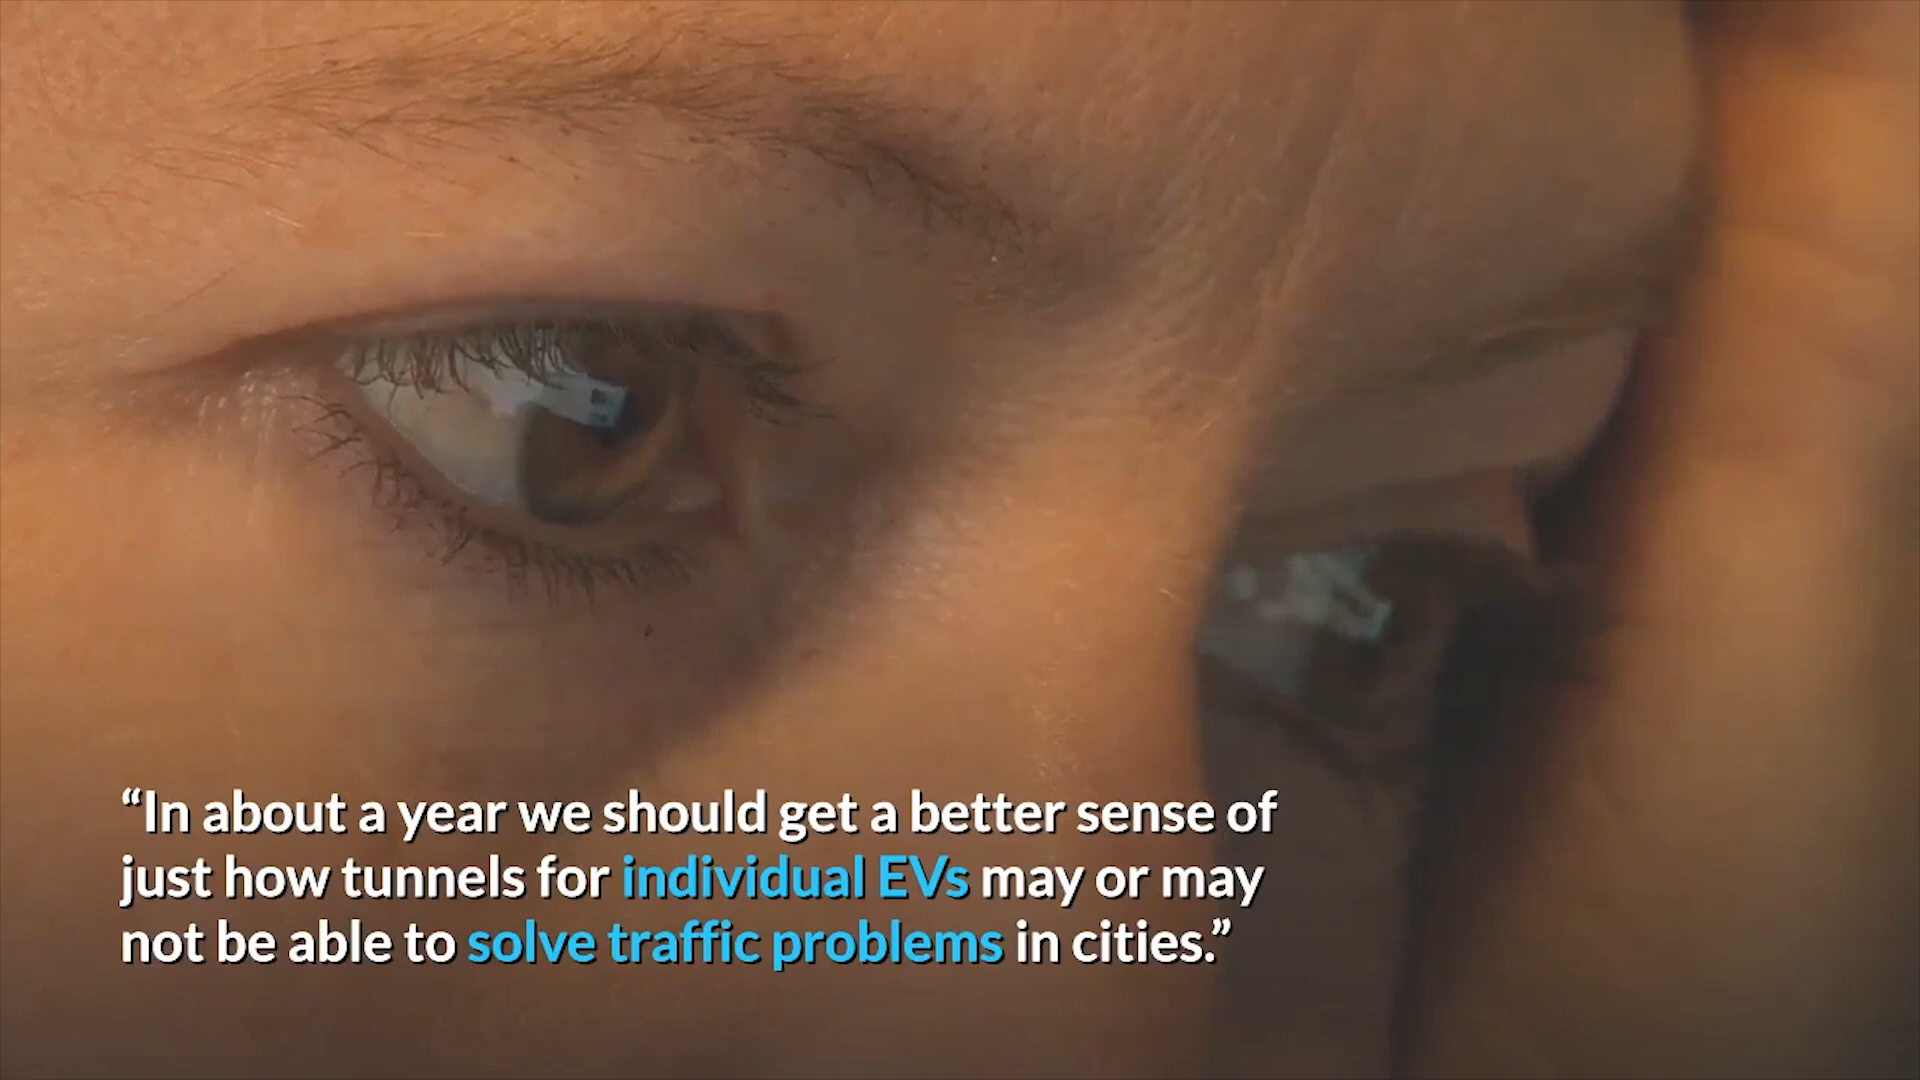 “In about a year we should get a better sense of
just how tunnels for individual EVs may or may
not be able to solve traffic problems in cities.”